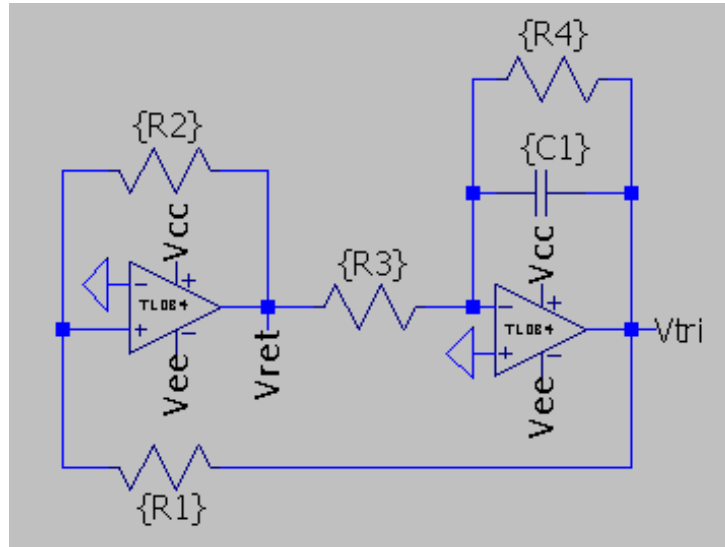 {R4}
{R2}
{C1}
Vcc
Vcc
{R3}
TL084
TL084
Vtri
Vee
Vret
Vee
{R1}